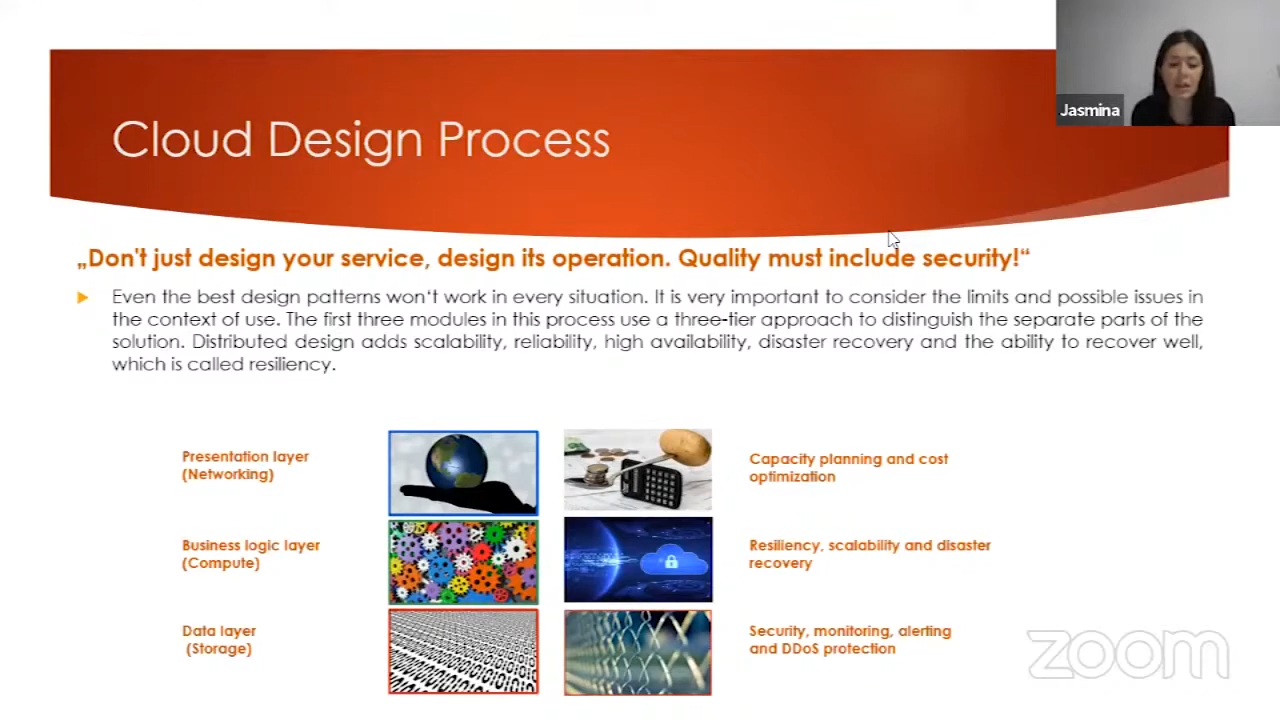 Jasmina
Cloud Design Process
„Don't just design your service, design its operation. Quality must include security!“
Even the best design patterns won‘t work in every situation. It is very important to consider the limits and possible issues in
the context of use. The first three modules in this process use a three-tier approach to distinguish the separate parts of the
solution. Distributed design adds scalability, reliability, high availability, disaster recovery and the ability to recover well,
which is called resiliency.
Presentation layer
(Networking)
Capacity planning and cost
optimization
Business logic layer
(Compute)
Resiliency, scalability and disaster
recovery
Data layer
(Storage)
Security, monitoring, alerting
and DDoS protection
zoom